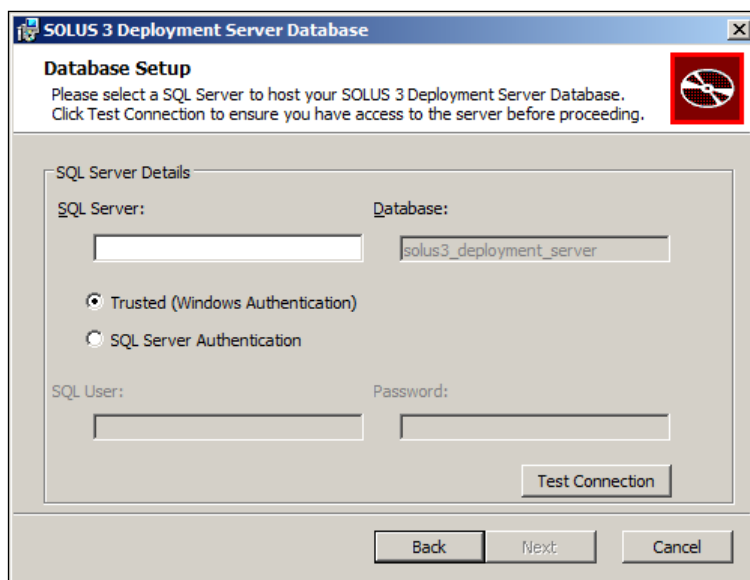 SOLUS 3 Deployment Server Database
Database Setup
Please select a SQL Server to host your SOLUS 3 Deployment Server Database.
Click Test Connection to ensure you have access to the server before proceeding.
SQL Server Details
SQL Server: Database:
solus3_deployment_server
Trusted (Windows Authentication)
SQL Server Authentication
SQL User: Password:
Test Connection
Back Next Cancel